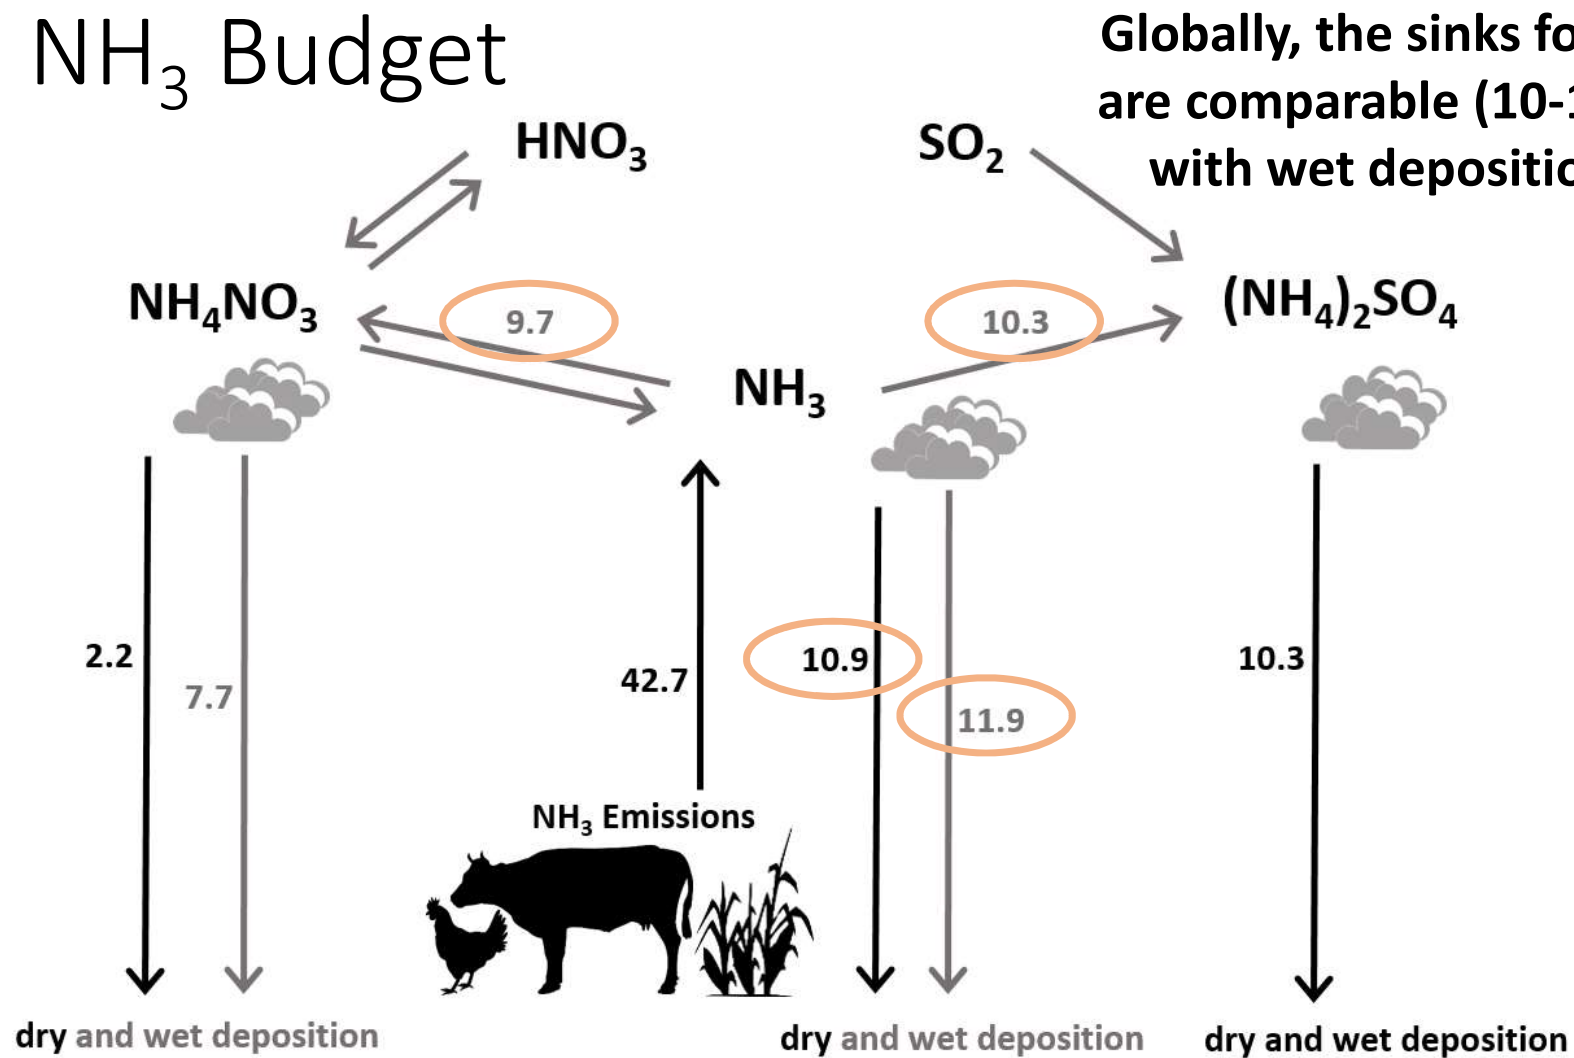 NH₃ Budget
Globally, the sinks
are comparable (10-
with wet
HNO₃
SO₂
NH₄NO₃
9.7
10.3
(NH₄)₂SO₄
NH₃
2.2
7.7
42.7
10.9
11.9
10.3
NH₃ Emissions
dry and wet deposition
dry and wet deposition
dry and wet deposition